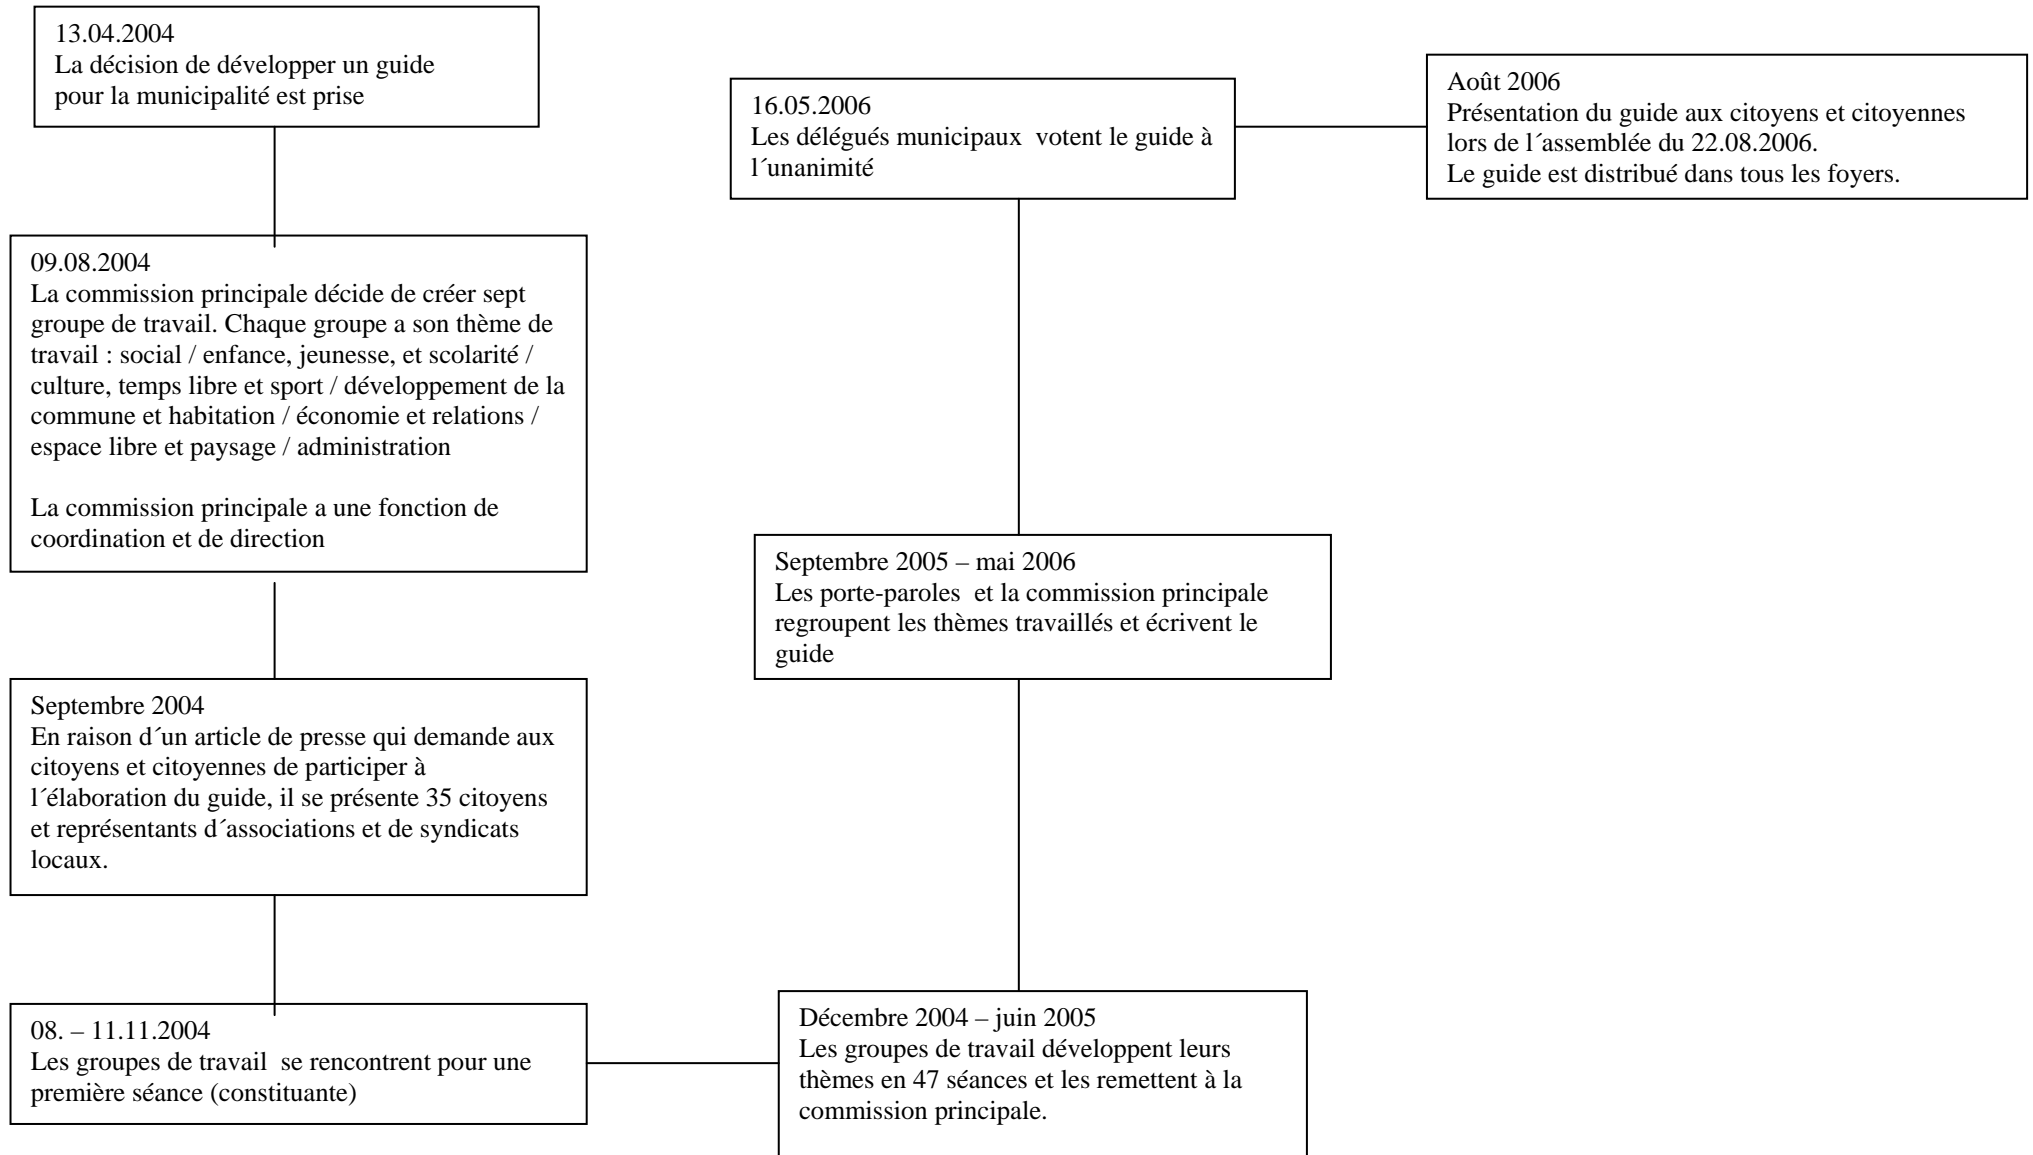 13.04.2004
La décision de développer un guide
pour la municipalité est prise
09.08.2004
La commission principale décide de créer sept
groupe de travail. Chaque groupe a son thème de
travail : social / enfance, jeunesse, et scolarité /
culture, temps libre et sport / développement de la
commune et habitation / économie et relations /
espace libre et paysage / administration
La commission principale a une fonction de
coordination et de direction
Septembre 2004
En raison d´un article de presse qui demande aux
citoyens et citoyennes de participer à
l´élaboration du guide, il se présente 35 citoyens
et représentants d´associations et de syndicats
locaux.
08. – 11.11.2004
Les groupes de travail  se rencontrent pour une
première séance (constituante)
Décembre 2004 – juin 2005
Les groupes de travail développent leurs
thèmes en 47 séances et les remettent à la
commission principale.
Septembre 2005 – mai 2006
Les porte-paroles  et la commission principale
regroupent les thèmes travaillés et écrivent le
guide
16.05.2006
Les délégués municipaux  votent le guide à
l´unanimité
Août 2006
Présentation du guide aux citoyens et citoyennes
lors de l´assemblée du 22.08.2006.
Le guide est distribué dans tous les foyers.